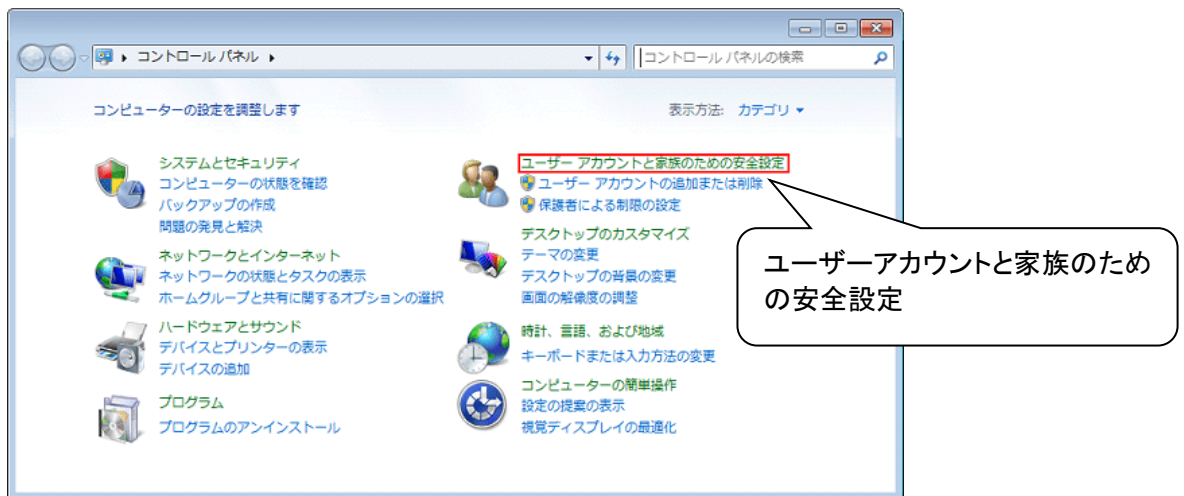 コントロール パネル
コントロール パネルの検索
コンピューターの設定を調整します
表示方法: カテゴリ
システムとセキュリティ
コンピューターの状態を確認
バックアップの作成
問題の発見と解決
ネットワークとインターネット
ネットワークの状態とタスクの表示
ホームグループと共有に関するオプションの選択
ハードウェアとサウンド
デバイスとプリンターの表示
デバイスの追加
プログラム
プログラムのアンインストール
ユーザー アカウントと家族のための安全設定
ユーザー アカウントの追加または削除
保護者による制限の設定
デスクトップのカスタマイズ
テーマの変更
デスクトップの背景の変更
画面の解像度の調整
時計、言語、および地域
キーボードまたは入力方法の変更
コンピューターの簡単操作
設定の提案の表示
視覚ディスプレイの最適化
ユーザーアカウントと家族のため
の安全設定